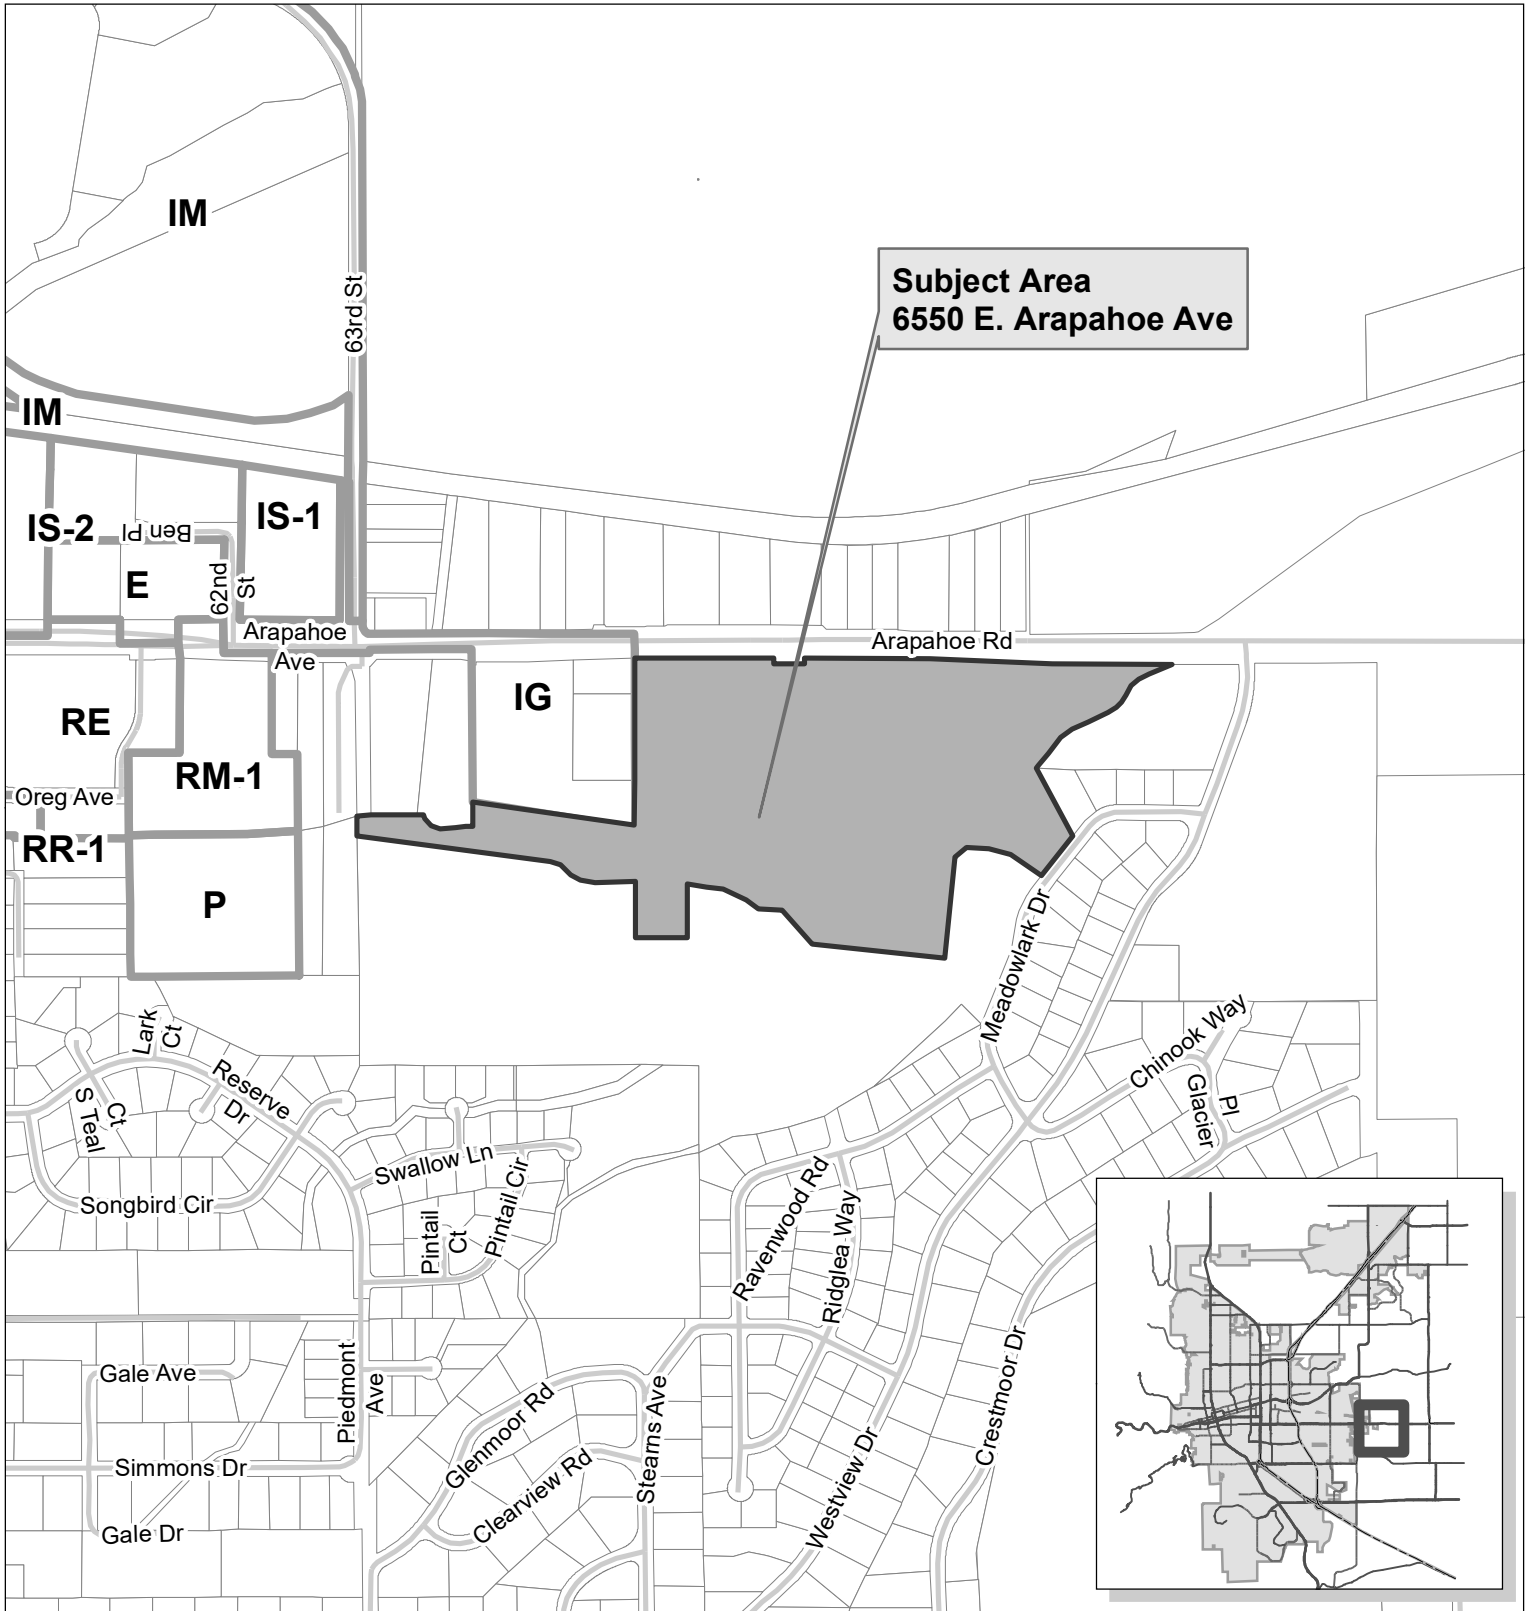 IM
63rd St
Subject Area
6550 E. Arapahoe Ave
IM
IS-2
Ben Pl
IS-1
E
62nd
St
Arapahoe
Ave
Arapahoe Rd
RE
IG
RM-1
Oreg Ave
RR-1
P
Meadowlark Dr
Lark
Ct
Reserve
Dr
S Teal
Ct
Chinook Way
Glacier
Pl
Swallow Ln
Songbird Cir
Pintail
Ct
Pintail Cir
Ravenwood Rd
Ridglea Way
Gale Ave
Piedmont
Ave
Glenmoor Rd
Stearns Ave
Crestmoor Dr
Simmons Dr
Clearview Rd
Westview Dr
Gale Dr